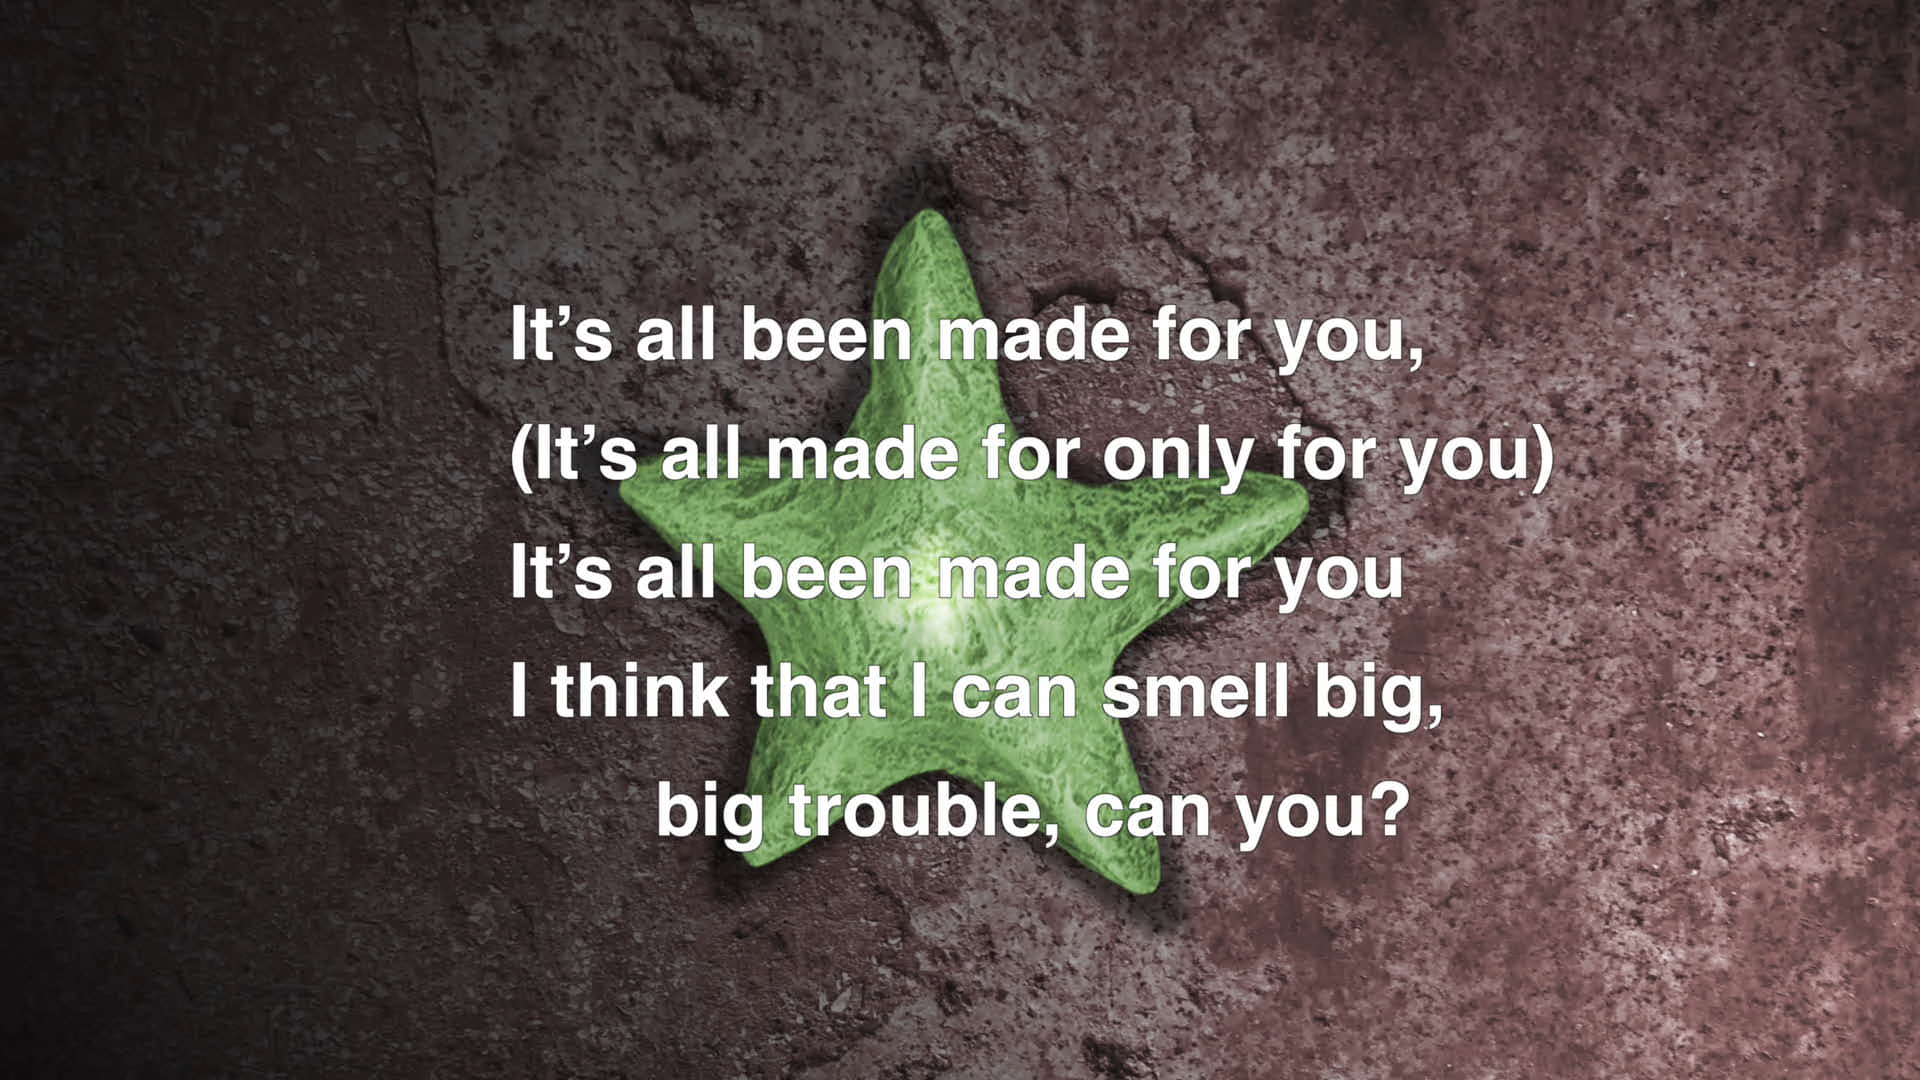 It’s all been made for you,
(It’s all made for only for you)
It’s all been made for you
I think that I can smell big,
big trouble, can you?